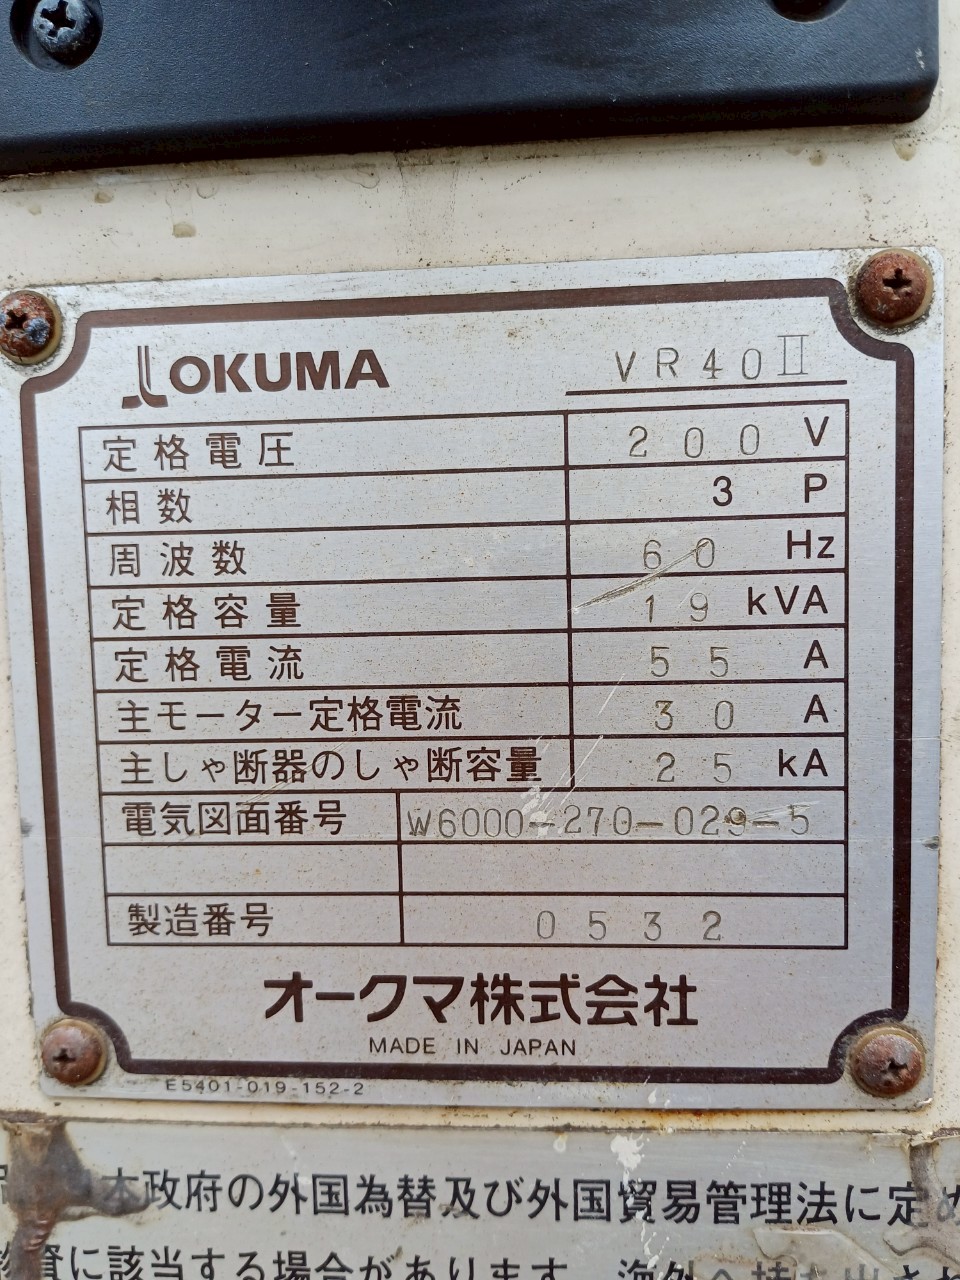 OKUMA VR40II
定格電圧 200 V
相数 3 P
周波数 60 Hz
定格容量 19 kVA
定格電流 55 A
主モーター定格電流 30 A
主しゃ断器のしゃ断容量 25 kA
電気図面番号 W6000-270-029-5
製造番号 0532
オークマ株式会社
MADE IN JAPAN
E5401-019-152-2
本政府の外国為替及び外国貿易管理法に定め
資に該当する場合があります